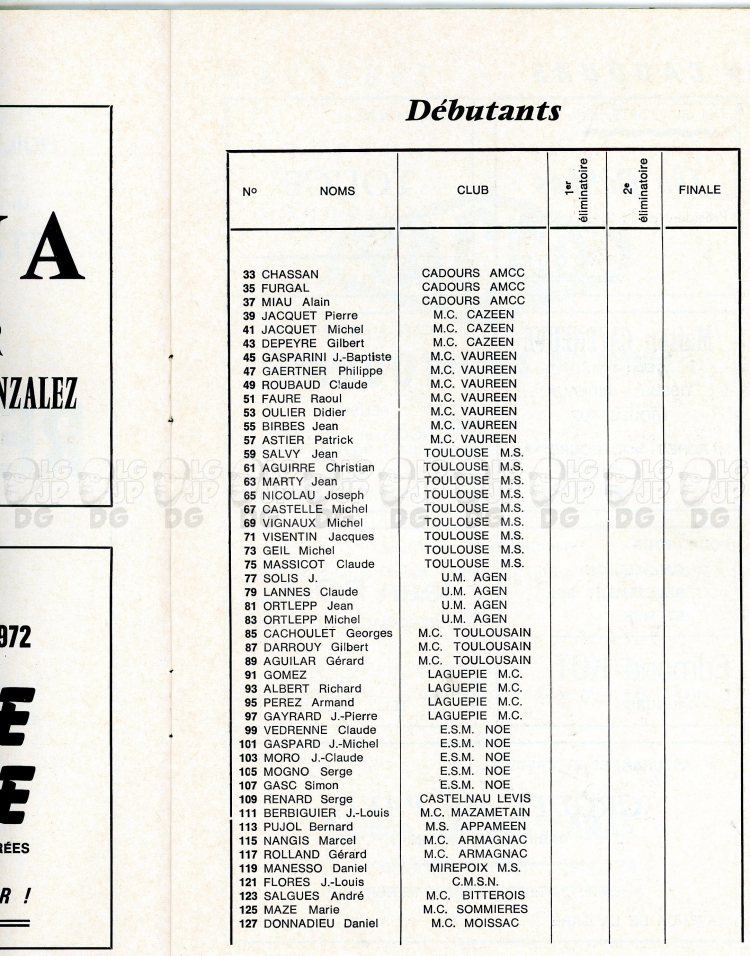 Y A
R
NZALEZ
972
E
E
RÉES
R !
Débutants
Nº NOMS CLUB 1er éliminatoire 2e éliminatoire FINALE
33 CHASSAN CADOURS AMCC
35 FURGAL CADOURS AMCC
37 MIAU Alain CADOURS AMCC
39 JACQUET Pierre M.C. CAZEEN
41 JACQUET Michel M.C. CAZEEN
43 DEPEYRE Gilbert M.C. CAZEEN
45 GASPARINI J.-Baptiste M.C. VAUREEN
47 GAERTNER Philippe M.C. VAUREEN
49 ROUBAUD Claude M.C. VAUREEN
51 FAURE Raoul M.C. VAUREEN
53 OULIER Didier M.C. VAUREEN
55 BIRBES Jean M.C. VAUREEN
57 ASTIER Patrick M.C. VAUREEN
59 SALVY Jean TOULOUSE M.S.
61 AGUIRRE Christian TOULOUSE M.S.
63 MARTY Jean TOULOUSE M.S.
65 NICOLAU Joseph TOULOUSE M.S.
67 CASTELLE Michel TOULOUSE M.S.
69 VIGNAUX Michel TOULOUSE M.S.
71 VISENTIN Jacques TOULOUSE M.S.
73 GEIL Michel TOULOUSE M.S.
75 MASSICOT Claude TOULOUSE M.S.
77 SOLIS J. U.M. AGEN
79 LANNES Claude U.M. AGEN
81 ORTLEPP Jean U.M. AGEN
83 ORTLEPP Michel U.M. AGEN
85 CACHOULET Georges M.C. TOULOUSAIN
87 DARROUY Gilbert M.C. TOULOUSAIN
89 AGUILAR Gérard M.C. TOULOUSAIN
91 GOMEZ LAGUEPIE M.C.
93 ALBERT Richard LAGUEPIE M.C.
95 PEREZ Armand LAGUEPIE M.C.
97 GAYRARD J.-Pierre LAGUEPIE M.C.
99 VEDRENNE Claude E.S.M. NOE
101 GASPARD J.-Michel E.S.M. NOE
103 MORO J.-Claude E.S.M. NOE
105 MOGNO Serge E.S.M. NOE
107 GASC Simon E.S.M. NOE
109 RENARD Serge CASTELNAU LEVIS
111 BERBIGUIER J.-Louis M.C. MAZAMETAIN
113 PUJOL Bernard M.S. APPAMEEN
115 NANGIS Marcel M.C. ARMAGNAC
117 ROLLAND Gérard M.C. ARMAGNAC
119 MANESSO Daniel MIREPOIX M.S.
121 FLORES J.-Louis C.M.S.N.
123 SALGUES André M.C. BITTEROIS
125 MAZE Marie M.C. SOMMIERES
127 DONNADIEU Daniel M.C. MOISSAC